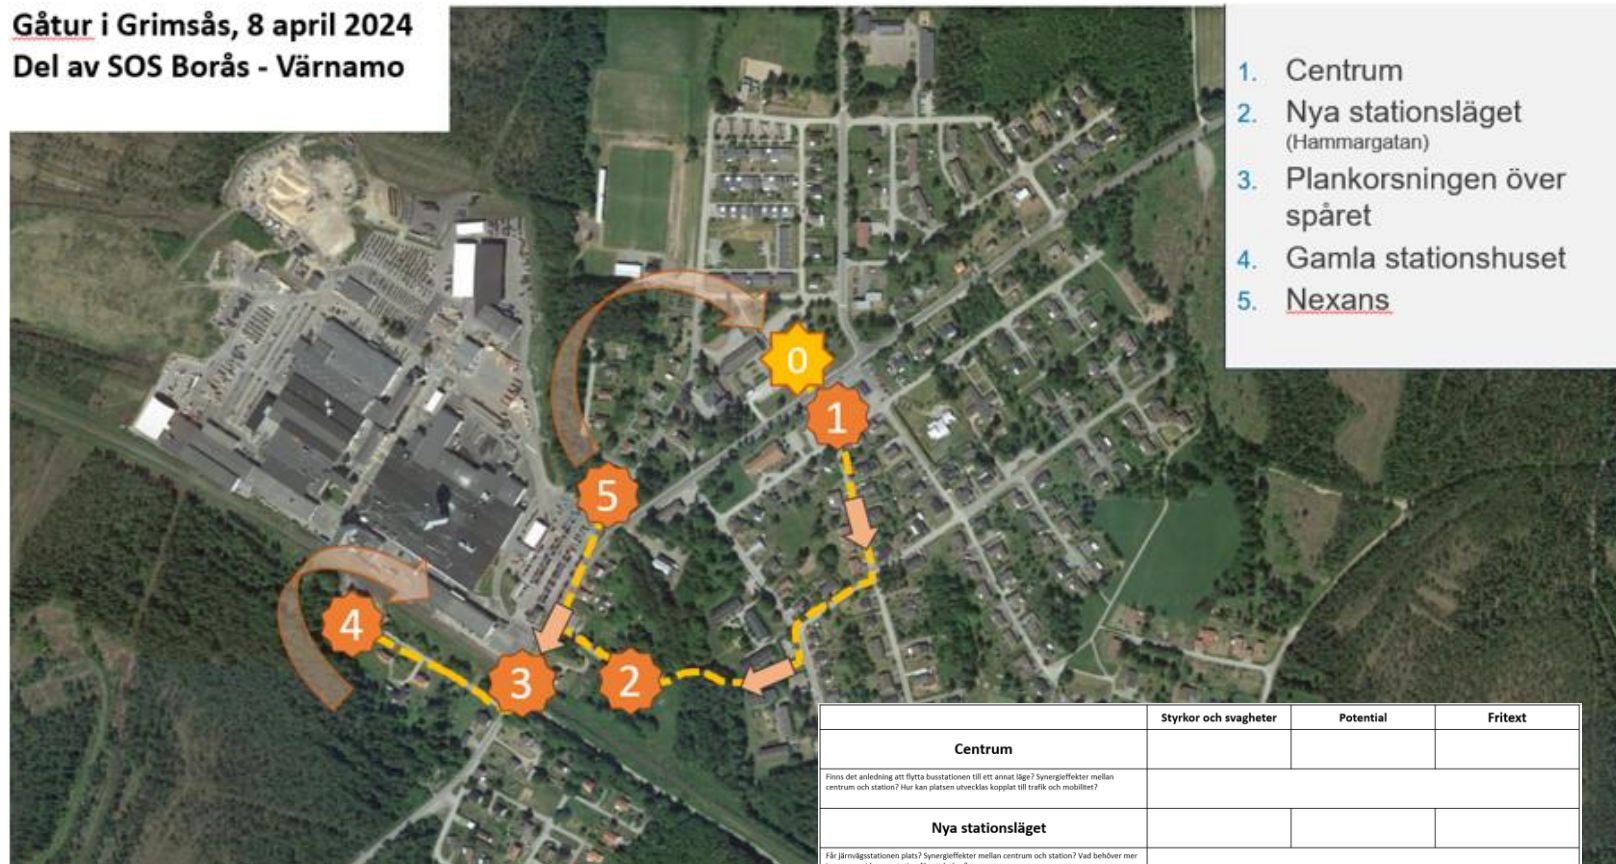 Gåtur i Grimsås, 8 april 2024
Del av SOS Borås - Värnamo
1. Centrum
2. Nya stationsläget
(Hammargatan)
3. Plankorsningen över
spåret
4. Gamla stationshuset
5. Nexans
0
1
5
4
3
2
Styrkor och svagheter Potential Fritext
Centrum
Finns det anledning att flytta busstationen till ett annat läge? Synergieffekter mellan
centrum och station? Hur kan platsen utvecklas kopplat till trafik och mobilitet?
Nya stationsläget
Får järnvägsstationen plats? Synergieffekter mellan centrum och station? Vad behöver mer